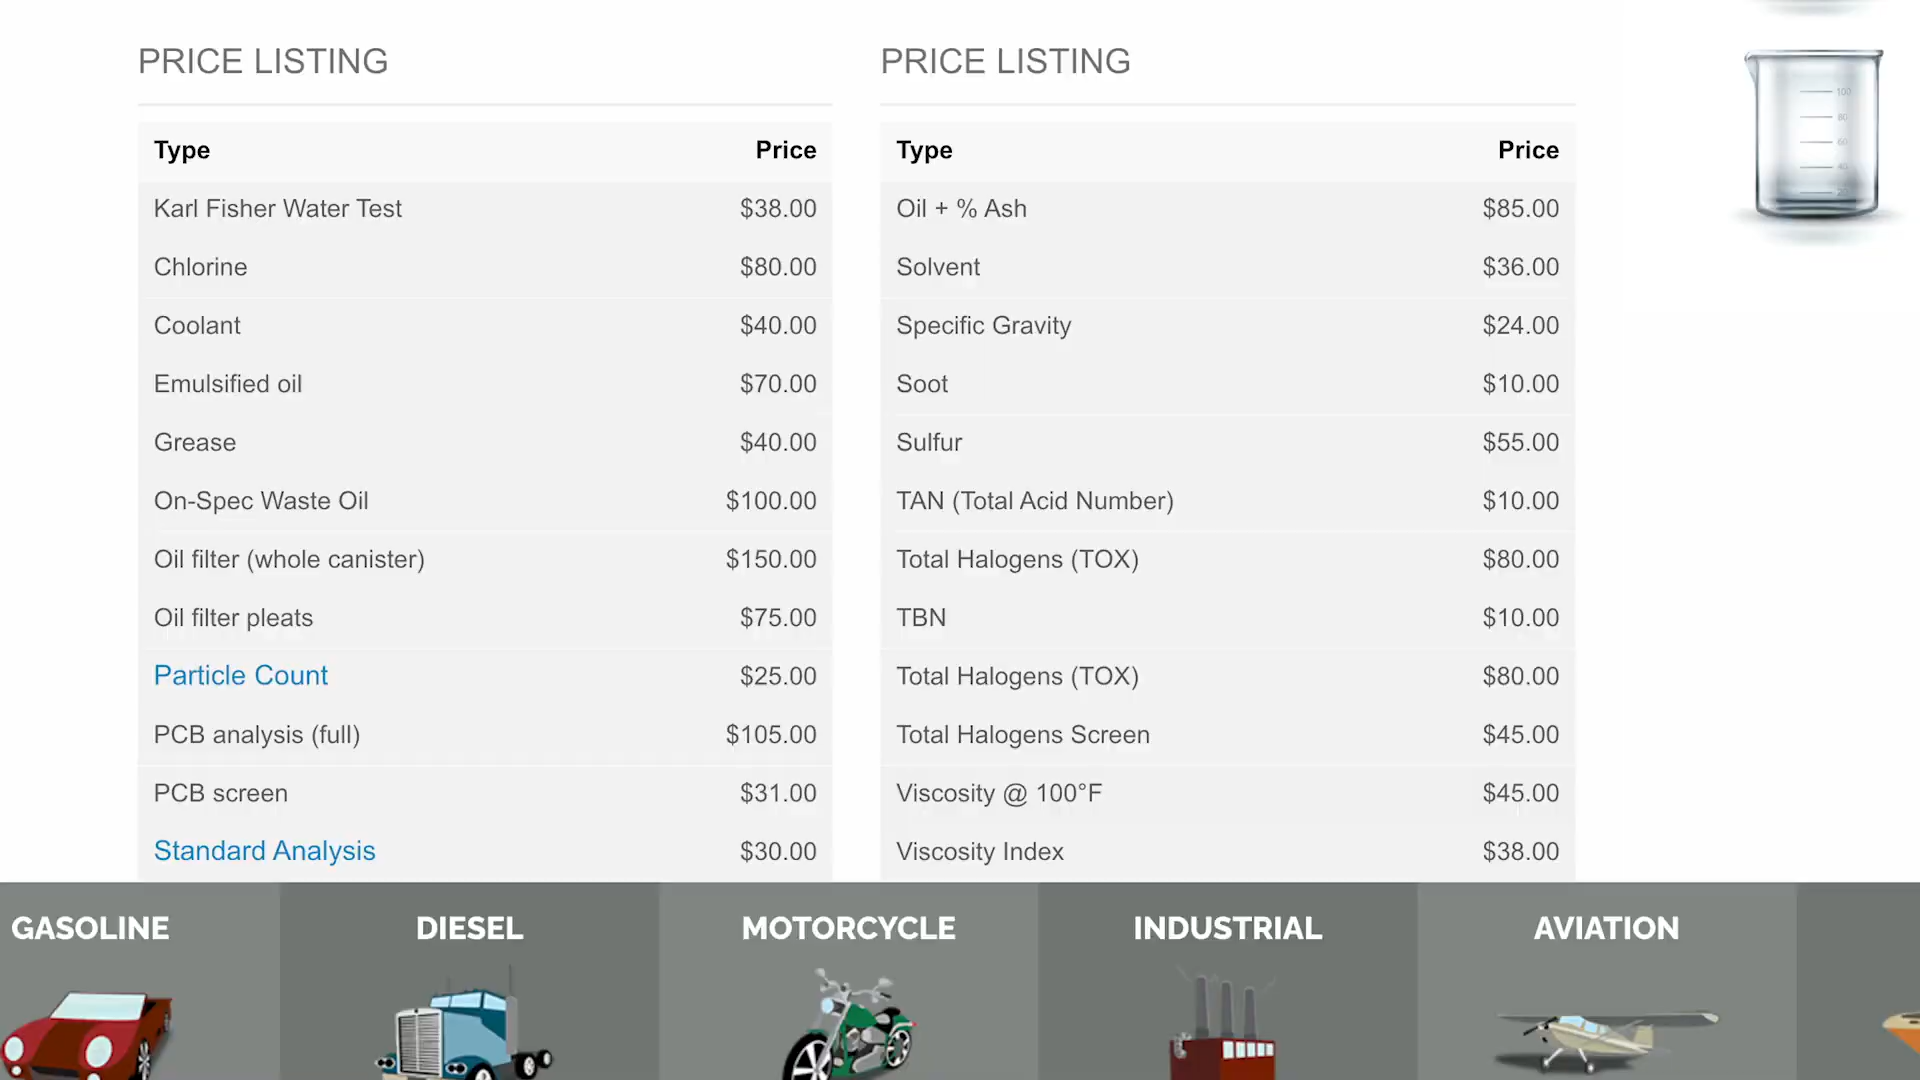 PRICE LISTING
Type Price
Karl Fisher Water Test $38.00
Chlorine $80.00
Coolant $40.00
Emulsified oil $70.00
Grease $40.00
On-Spec Waste Oil $100.00
Oil filter (whole canister) $150.00
Oil filter pleats $75.00
Particle Count $25.00
PCB analysis (full) $105.00
PCB screen $31.00
Standard Analysis $30.00
PRICE LISTING
Type Price
Oil + % Ash $85.00
Solvent $36.00
Specific Gravity $24.00
Soot $10.00
Sulfur $55.00
TAN (Total Acid Number) $10.00
Total Halogens (TOX) $80.00
TBN $10.00
Total Halogens (TOX) $80.00
Total Halogens Screen $45.00
Viscosity @ 100°F $45.00
Viscosity Index $38.00
100
80
60
40
20
GASOLINE
DIESEL
MOTORCYCLE
INDUSTRIAL
AVIATION